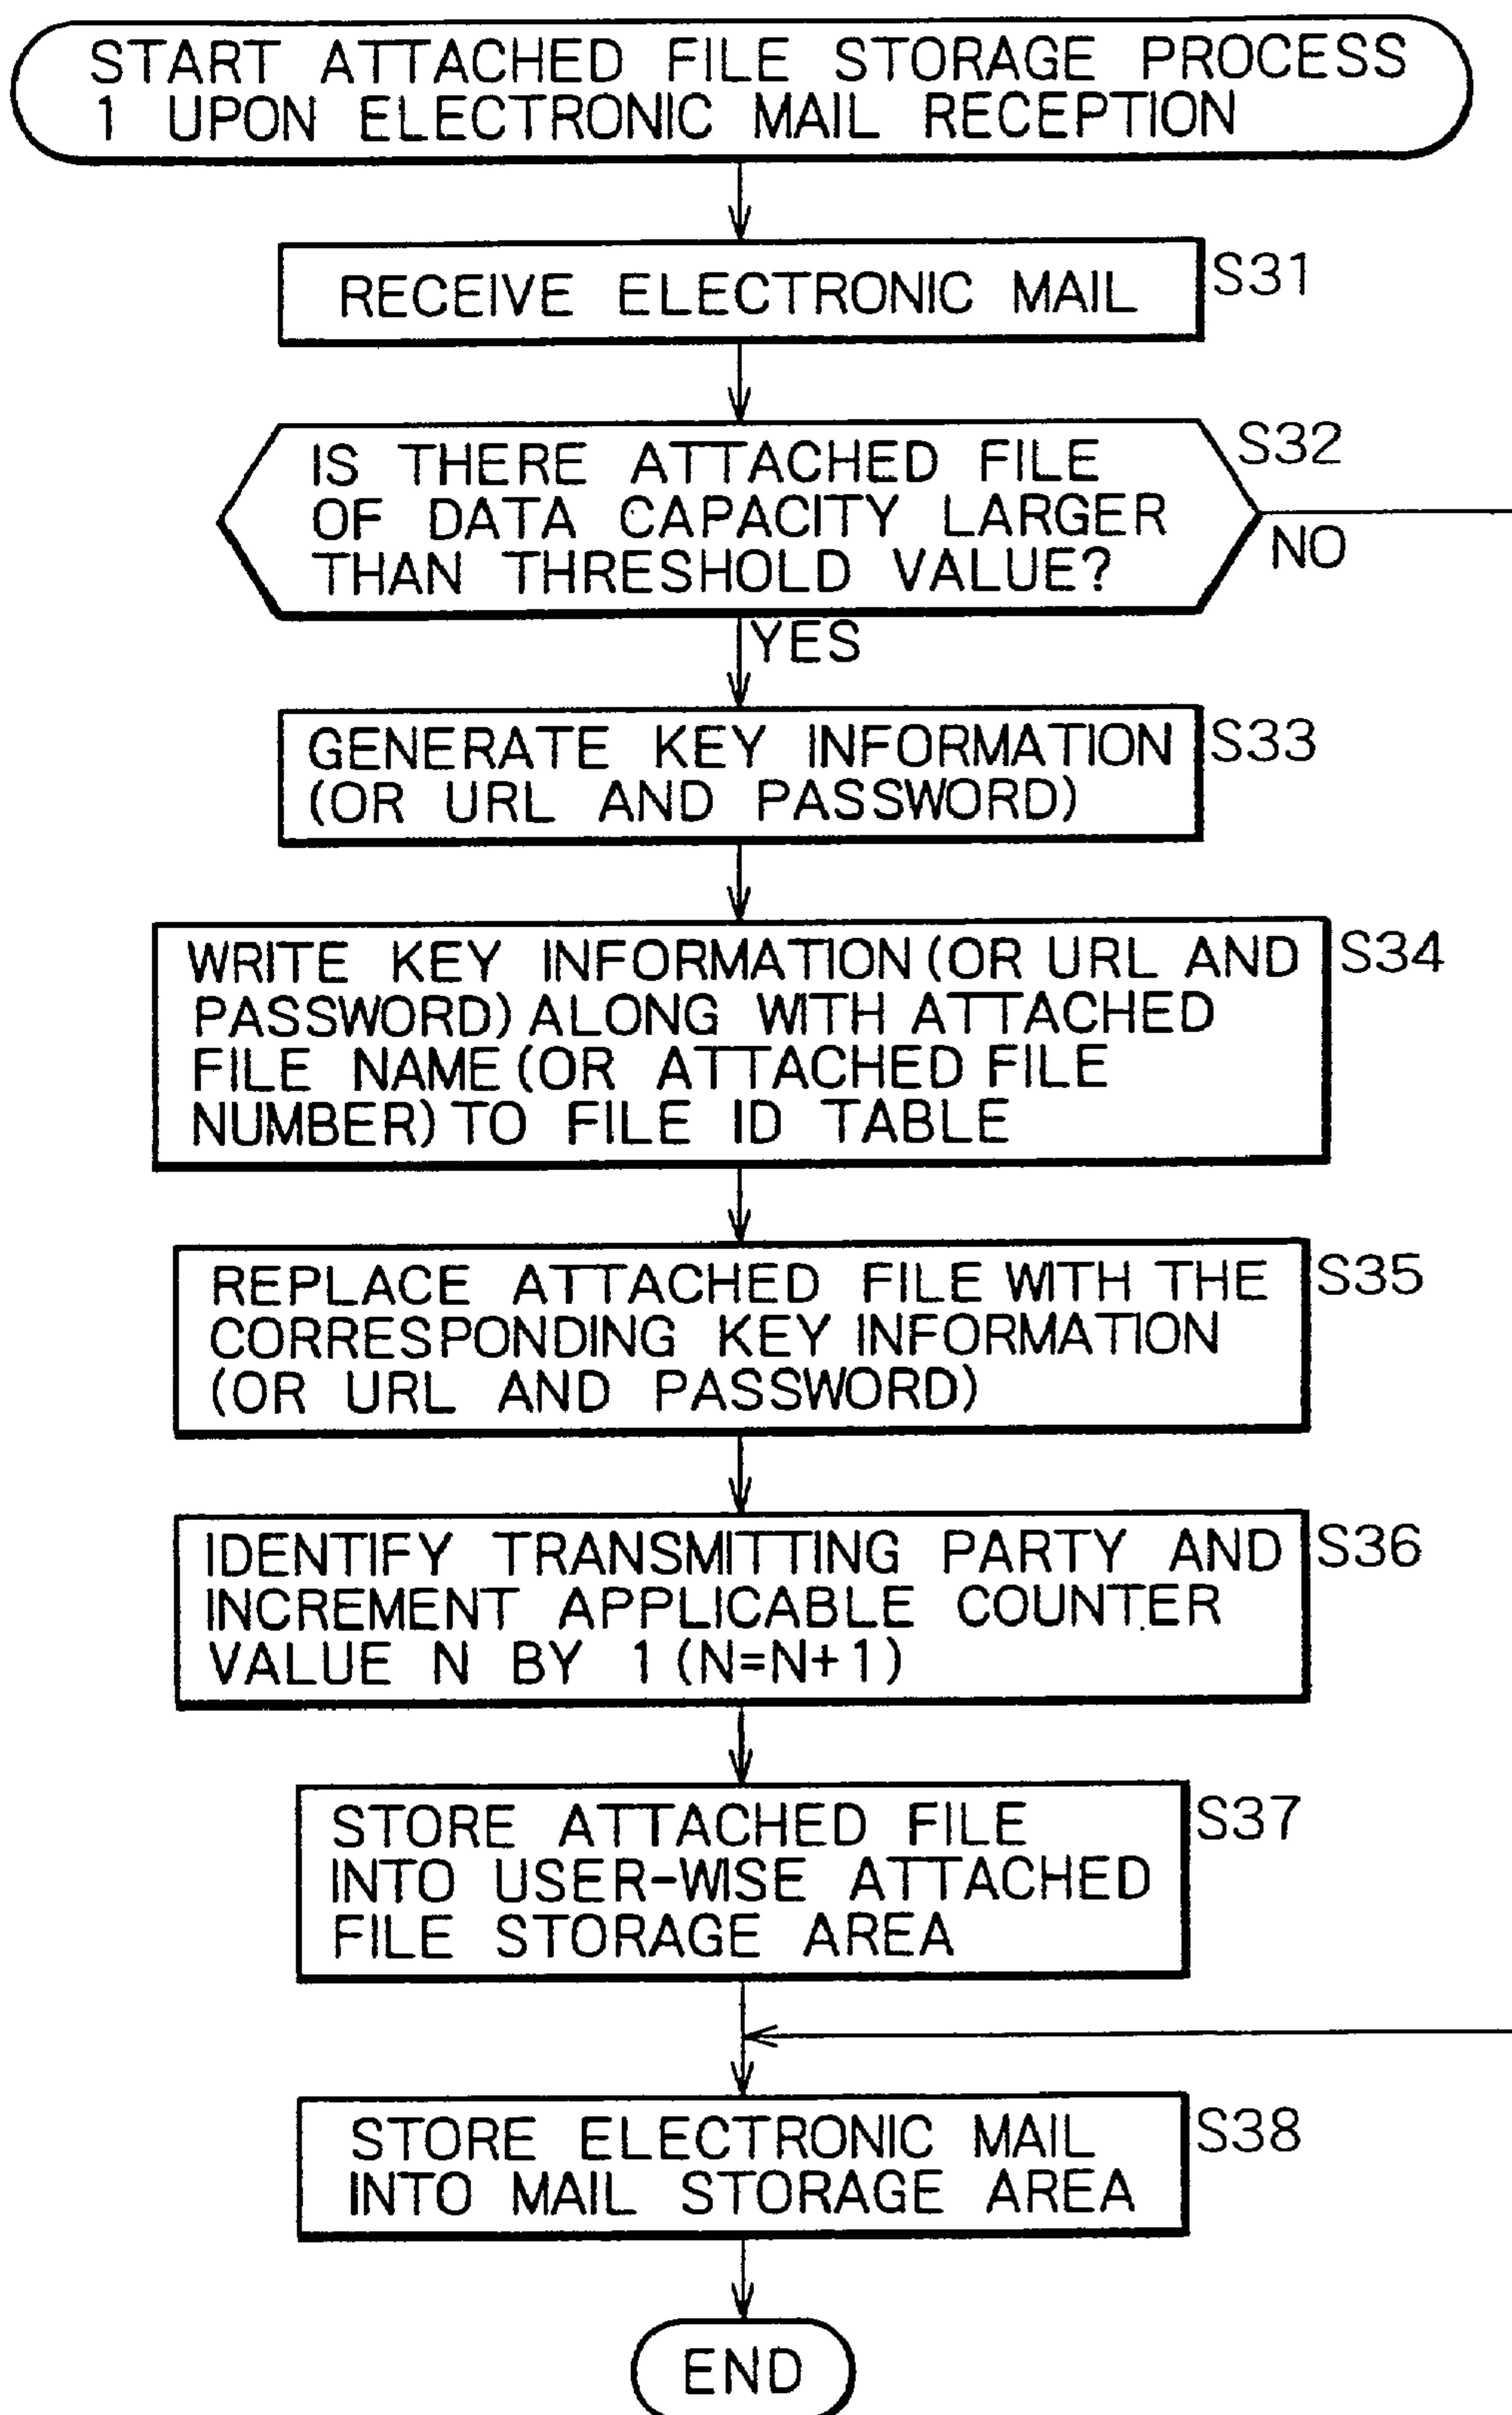 START ATTACHED FILE STORAGE PROCESS
1 UPON ELECTRONIC MAIL RECEPTION
RECEIVE ELECTRONIC MAIL
S31
IS THERE ATTACHED FILE
OF DATA CAPACITY LARGER
THAN THRESHOLD VALUE?
S32
NO
YES
GENERATE KEY INFORMATION
(OR URL AND PASSWORD)
S33
WRITE KEY INFORMATION (OR URL AND
PASSWORD) ALONG WITH ATTACHED
FILE NAME (OR ATTACHED FILE
NUMBER) TO FILE ID TABLE
S34
REPLACE ATTACHED FILE WITH THE
CORRESPONDING KEY INFORMATION
(OR URL AND PASSWORD)
S35
IDENTIFY TRANSMITTING PARTY AND
INCREMENT APPLICABLE COUNTER
VALUE N BY 1 (N=N+1)
S36
STORE ATTACHED FILE
INTO USER-WISE ATTACHED
FILE STORAGE AREA
S37
STORE ELECTRONIC MAIL
INTO MAIL STORAGE AREA
S38
END